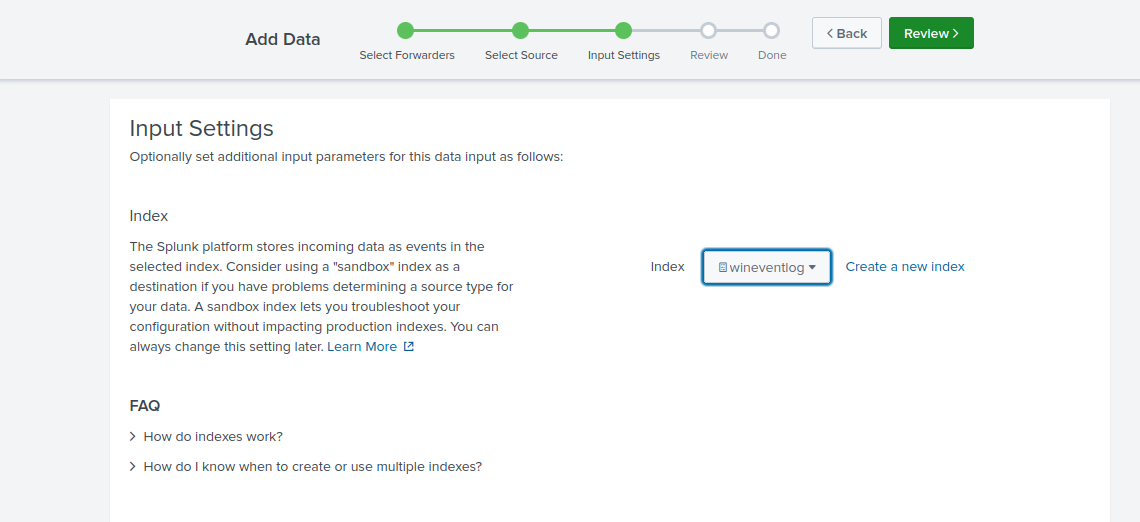 Add Data
Select Forwarders
Select Source
Input Settings
Review
Done
< Back
Review >
Input Settings
Optionally set additional input parameters for this data input as follows:
Index
The Splunk platform stores incoming data as events in the
selected index. Consider using a "sandbox" index as a
destination if you have problems determining a source type for
your data. A sandbox index lets you troubleshoot your
configuration without impacting production indexes. You can
always change this setting later. Learn More
Index
wineventlog
Create a new index
FAQ
> How do indexes work?
> How do I know when to create or use multiple indexes?